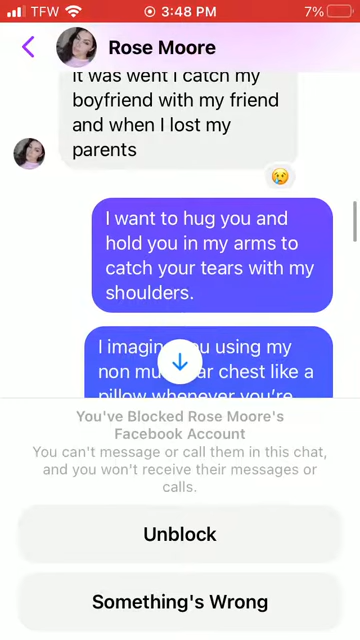 TFW 3:48 PM 7%
Rose Moore
It was went I catch my
boyfriend with my friend
and when I lost my
parents
I want to hug you and
hold you in my arms to
catch your tears with my
shoulders.
I using my
non chest like a
pillow whenever you're
You've Blocked Rose Moore's
Facebook Account
You can't message or call them in this chat,
and you won't receive their messages or
calls.
Unblock
Something's Wrong